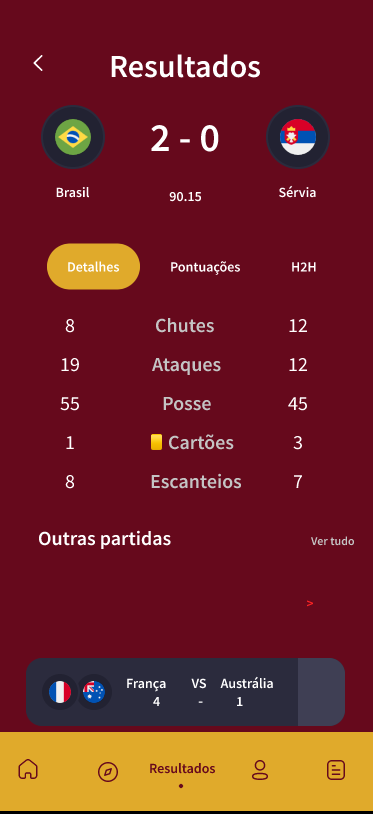 Resultados
2 - 0
Brasil 90.15 Sérvia
Detalhes Pontuações H2H
8 Chutes 12
19 Ataques 12
55 Posse 45
1 Cartões 3
8 Escanteios 7
Outras partidas Ver tudo
>
França VS Austrália
4 - 1
Resultados